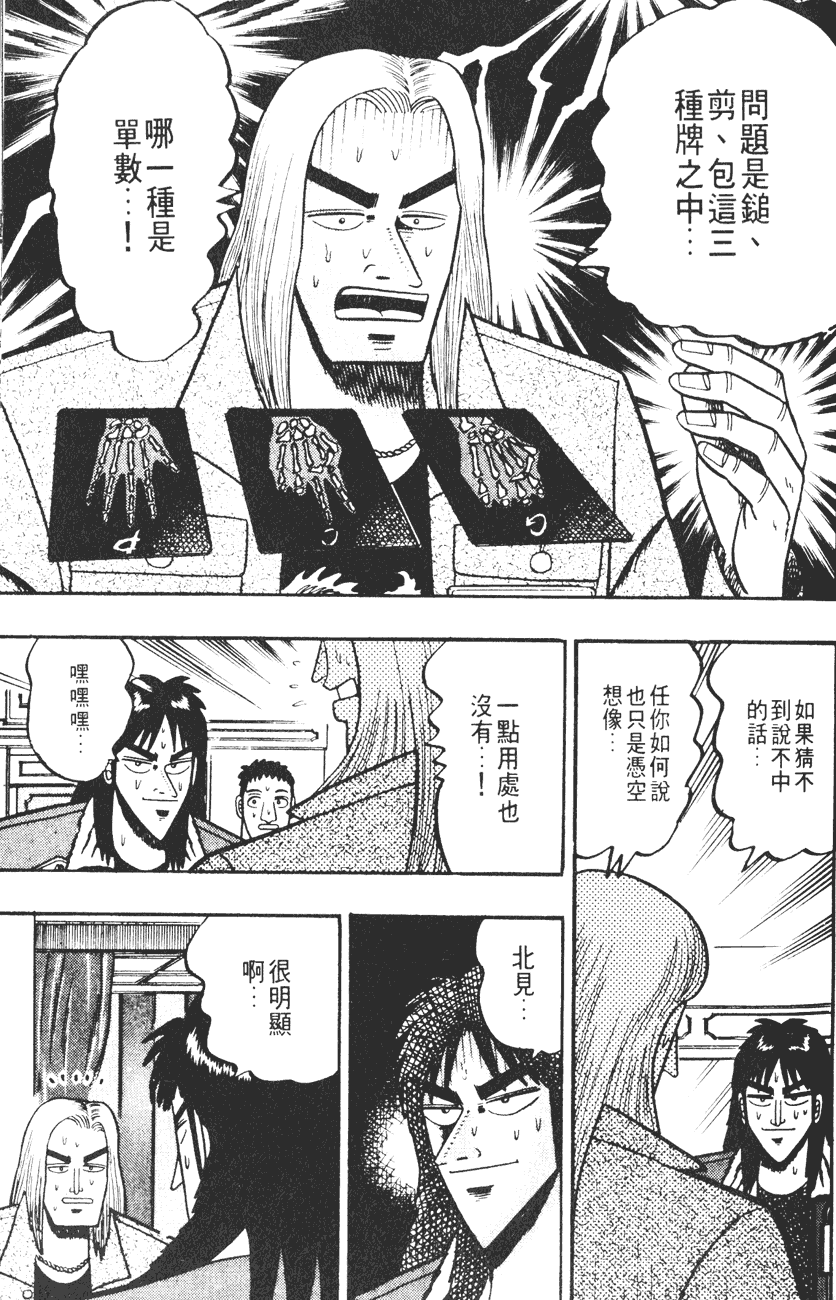 問題是鎚、
剪、包這三
種牌之中…
哪一種是
單數…！
如果猜不
到說不中
的話…
任你如何說
也只是憑空
想像…
一點用處也
沒有…！
嘿嘿嘿…
北見…
很明顯
啊…